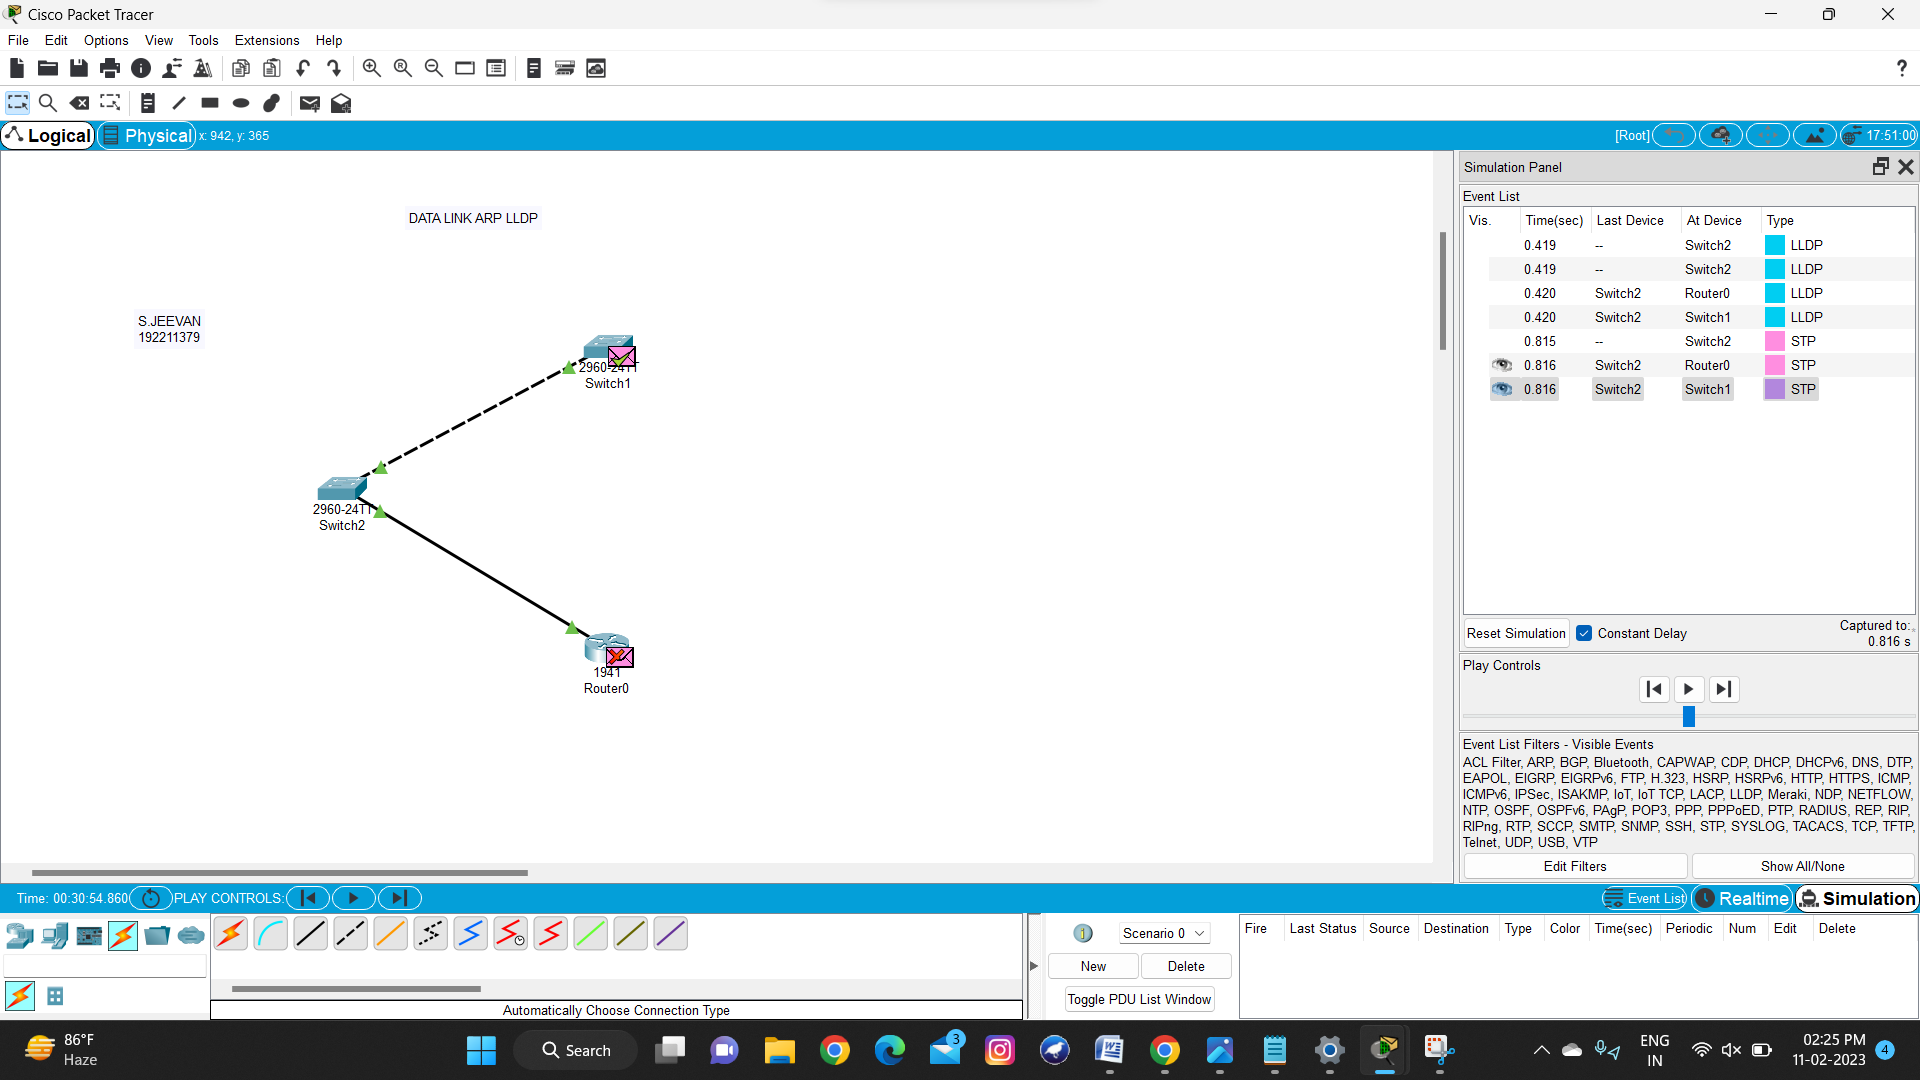 Cisco Packet Tracer
File Edit Options View Tools Extensions Help
?
Logical Physical x: 942, y: 365 [Root] 17:51:00
DATA LINK ARP LLDP
S.JEEVAN
192211379
2960-24TT
Switch1
2960-24TT
Switch2
1941
Router0
Simulation Panel
Event List
Vis. Time(sec) Last Device At Device Type
0.419 -- Switch2 LLDP
0.419 -- Switch2 LLDP
0.420 Switch2 Router0 LLDP
0.420 Switch2 Switch1 LLDP
0.815 -- Switch2 STP
0.816 Switch2 Router0 STP
0.816 Switch2 Switch1 STP
Reset Simulation Constant Delay Captured to:
0.816 s
Play Controls
Event List Filters - Visible Events
ACL Filter, ARP, BGP, Bluetooth, CAPWAP, CDP, DHCP, DHCPv6, DNS, DTP,
EAPOL, EIGRP, EIGRPv6, FTP, H.323, HSRP, HSRPv6, HTTP, HTTPS, ICMP,
ICMPv6, IPSec, ISAKMP, IoT, IoT TCP, LACP, LLDP, Meraki, NDP, NETFLOW,
NTP, OSPF, OSPFv6, PAgP, POP3, PPP, PPPoED, PTP, RADIUS, REP, RIP,
RIPng, RTP, SCCP, SMTP, SNMP, SSH, STP, SYSLOG, TACACS, TCP, TFTP,
Telnet, UDP, USB, VTP
Edit Filters Show All/None
Time: 00:30:54.860 PLAY CONTROLS: Event List Realtime Simulation
Scenario 0
New Delete
Toggle PDU List Window
Fire Last Status Source Destination Type Color Time(sec) Periodic Num Edit Delete
Automatically Choose Connection Type
86°F
Haze
Search
3
ENG
IN
02:25 PM
11-02-2023
4